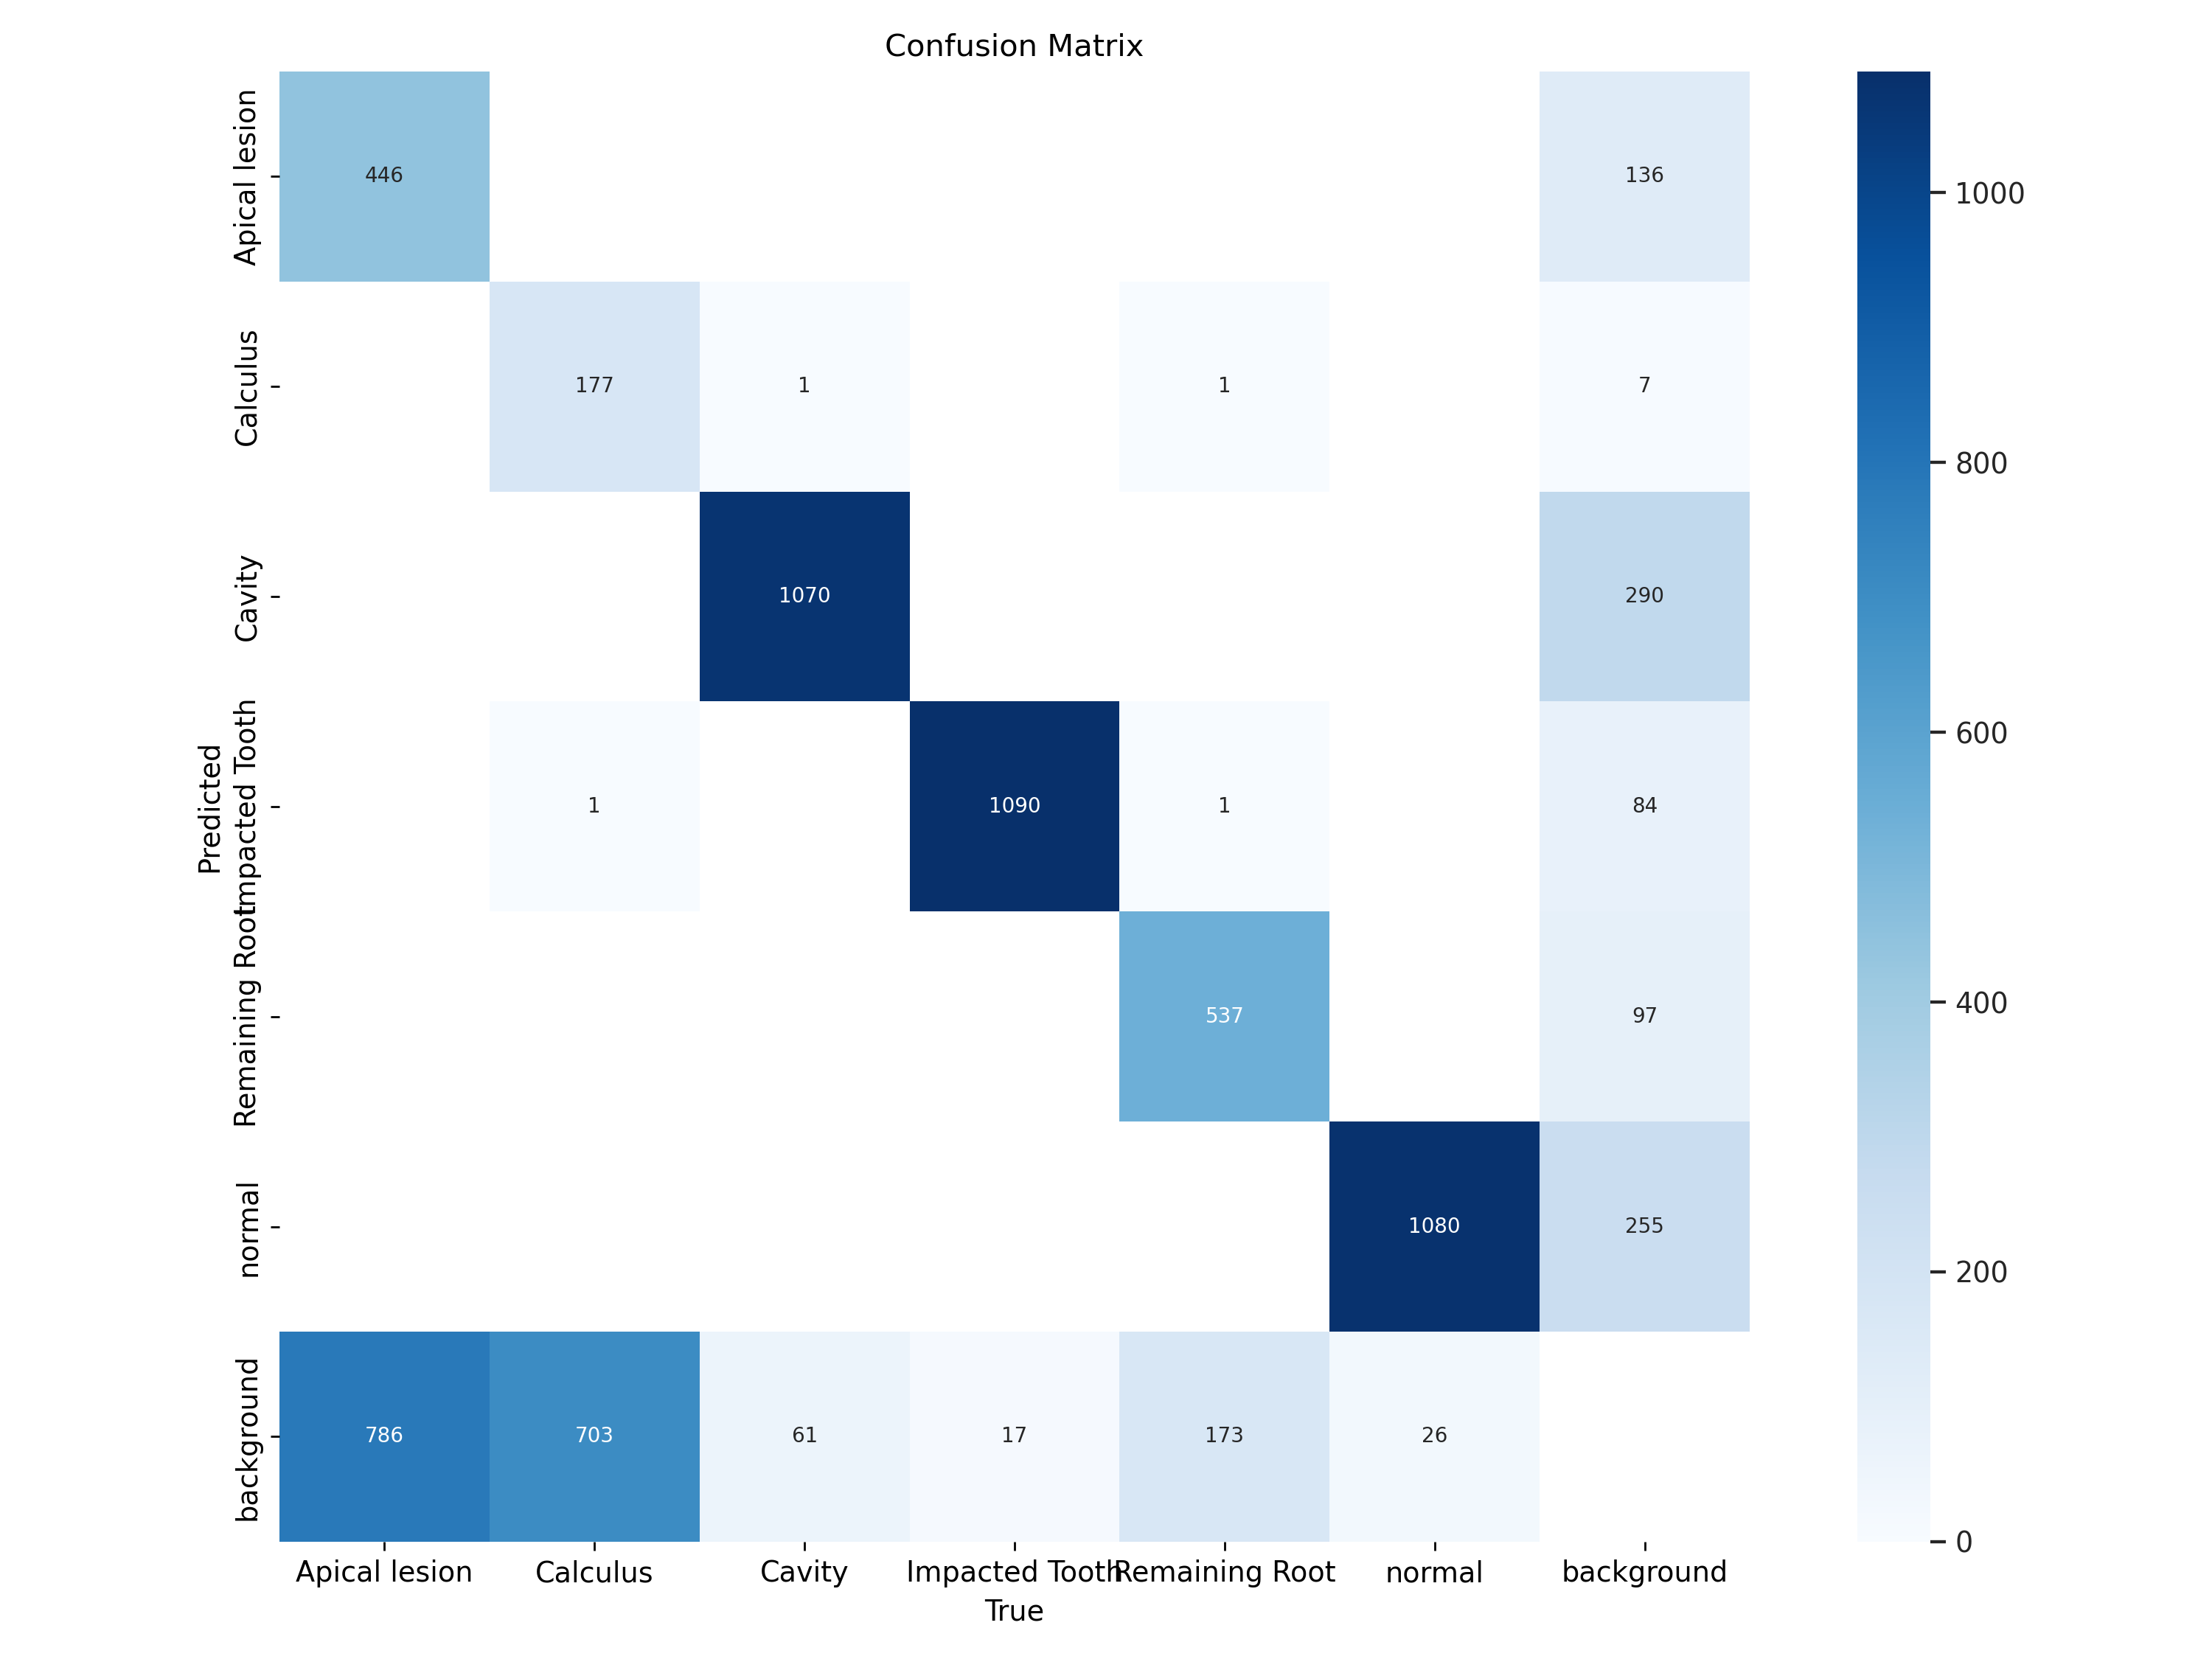 Confusion Matrix
Apical lesion
446
136
1000
Calculus
177
1
1
7
800
Cavity
1070
290
600
Predicted
Impacted Tooth
1
1090
1
84
400
Remaining Root
537
97
normal
1080
255
200
background
786
703
61
17
173
26
0
Apical lesion
Calculus
Cavity
Impacted Tooth
Remaining Root
normal
background
True